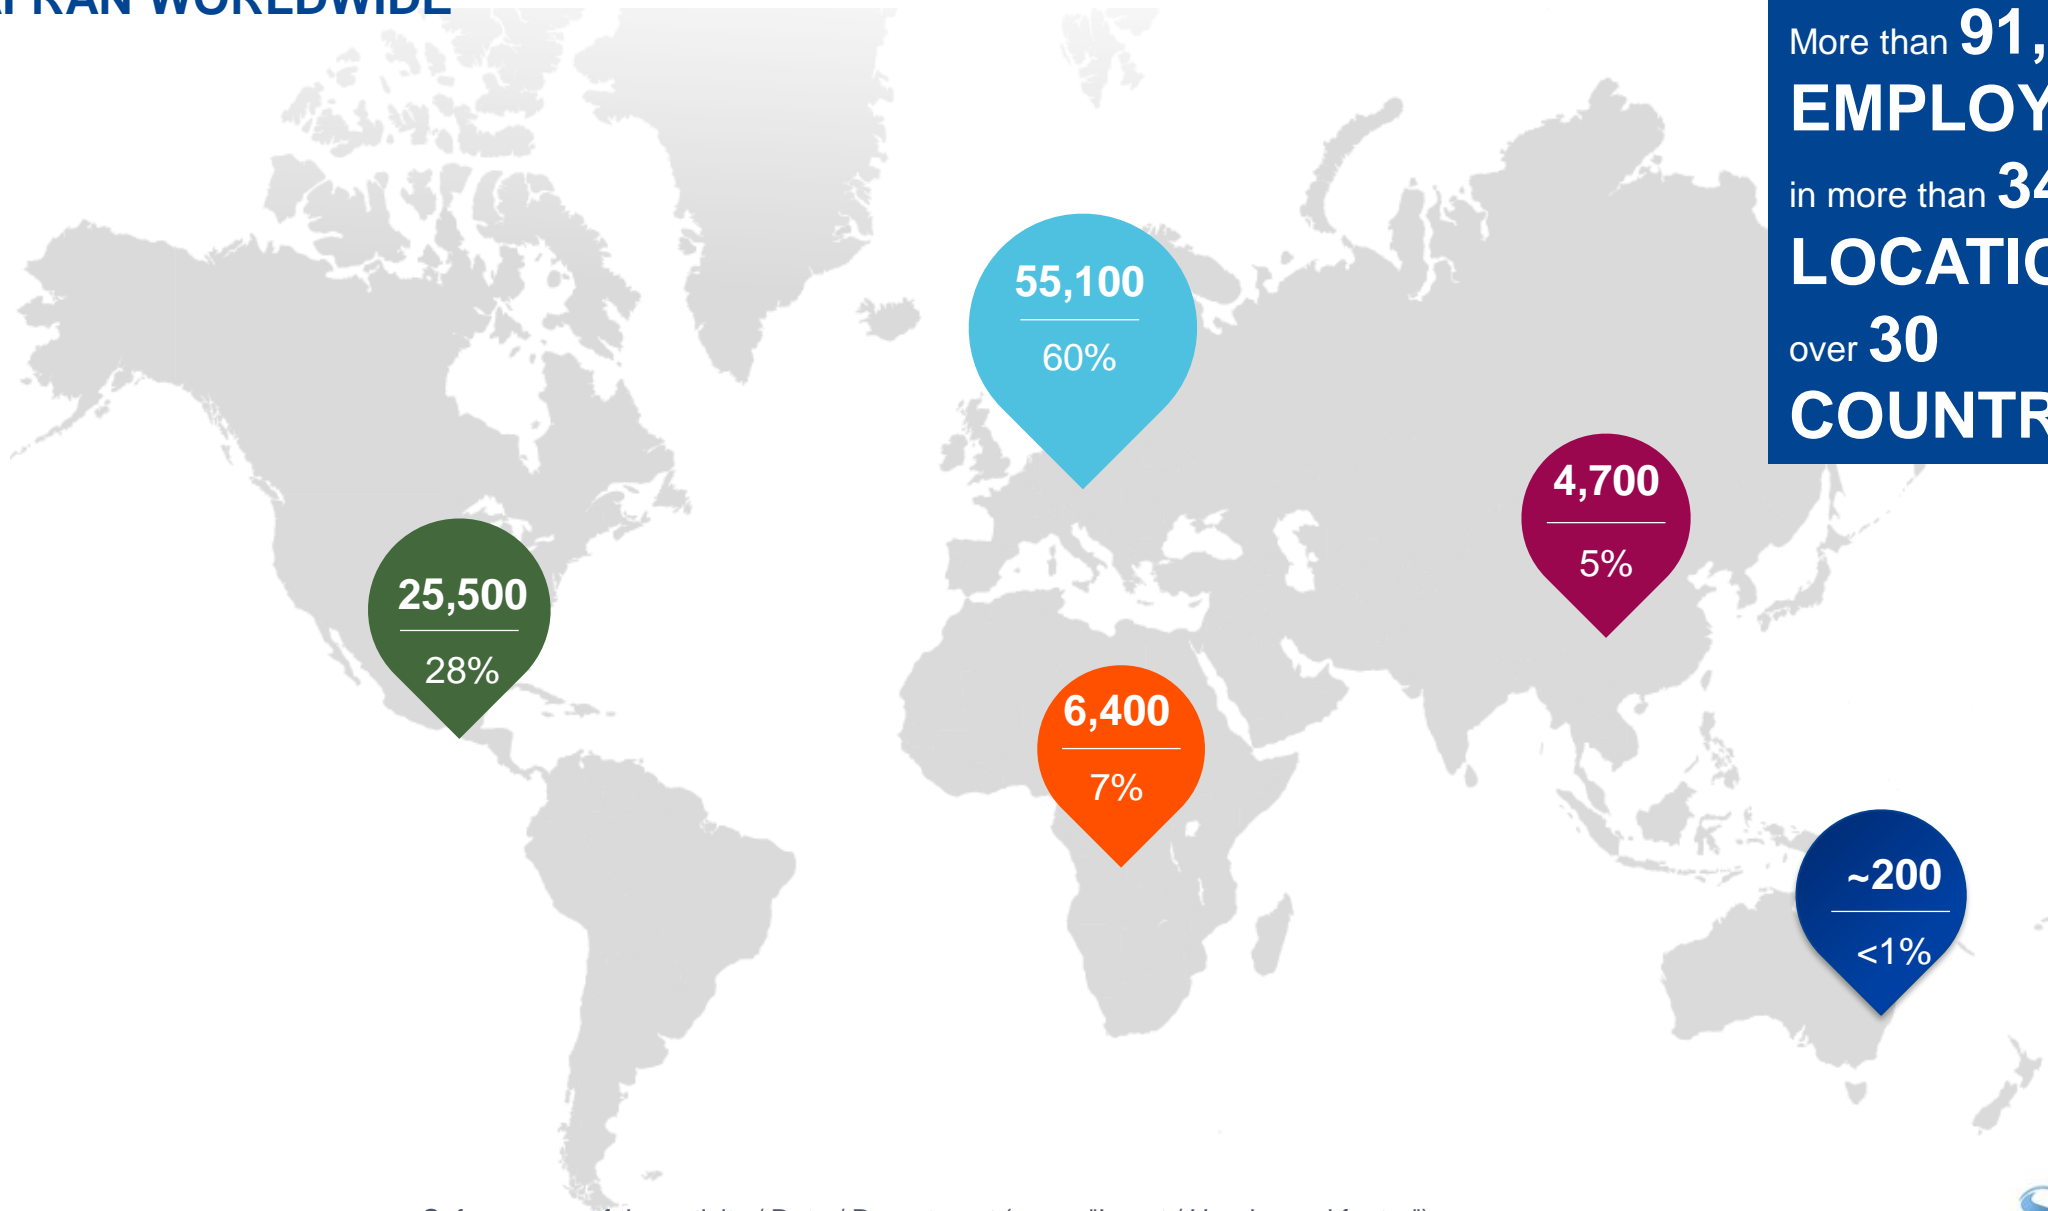 WORLDWIDE
More than 91,
EMPLOY
in more than 34
LOCATIO
over 30
COUNTR
55,100
60%
4,700
5%
25,500
28%
6,400
7%
~200
<1%